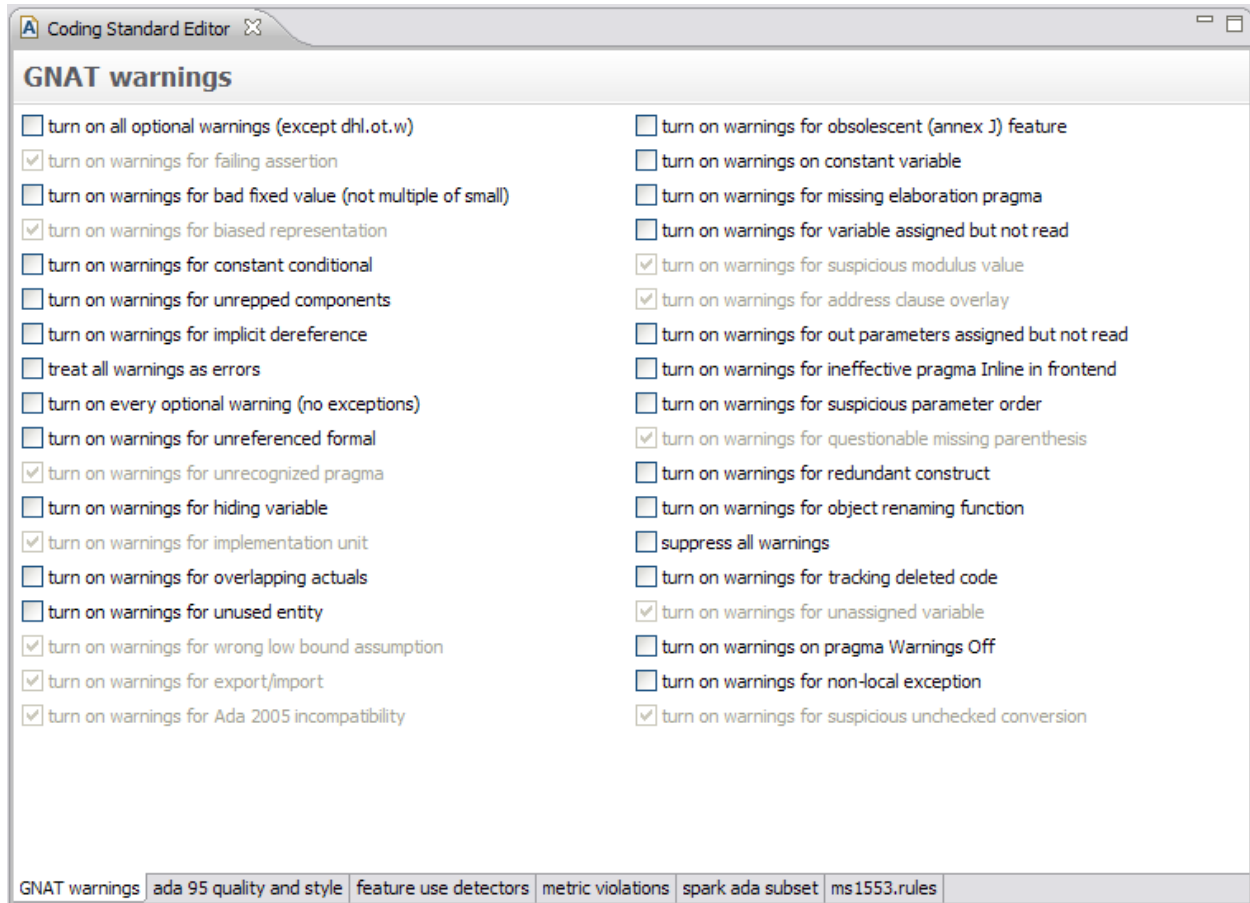 Coding Standard Editor
GNAT warnings
turn on all optional warnings (except dhl.ot.w)
turn on warnings for failing assertion
turn on warnings for bad fixed value (not multiple of small)
turn on warnings for biased representation
turn on warnings for constant conditional
turn on warnings for unrepped components
turn on warnings for implicit dereference
treat all warnings as errors
turn on every optional warning (no exceptions)
turn on warnings for unreferenced formal
turn on warnings for unrecognized pragma
turn on warnings for hiding variable
turn on warnings for implementation unit
turn on warnings for overlapping actuals
turn on warnings for unused entity
turn on warnings for wrong low bound assumption
turn on warnings for export/import
turn on warnings for Ada 2005 incompatibility
turn on warnings for obsolescent (annex J) feature
turn on warnings on constant variable
turn on warnings for missing elaboration pragma
turn on warnings for variable assigned but not read
turn on warnings for suspicious modulus value
turn on warnings for address clause overlay
turn on warnings for out parameters assigned but not read
turn on warnings for ineffective pragma Inline in frontend
turn on warnings for suspicious parameter order
turn on warnings for questionable missing parenthesis
turn on warnings for redundant construct
turn on warnings for object renaming function
suppress all warnings
turn on warnings for tracking deleted code
turn on warnings for unassigned variable
turn on warnings on pragma Warnings Off
turn on warnings for non-local exception
turn on warnings for suspicious unchecked conversion
GNAT warnings ada 95 quality and style feature use detectors metric violations spark ada subset ms1553.rules